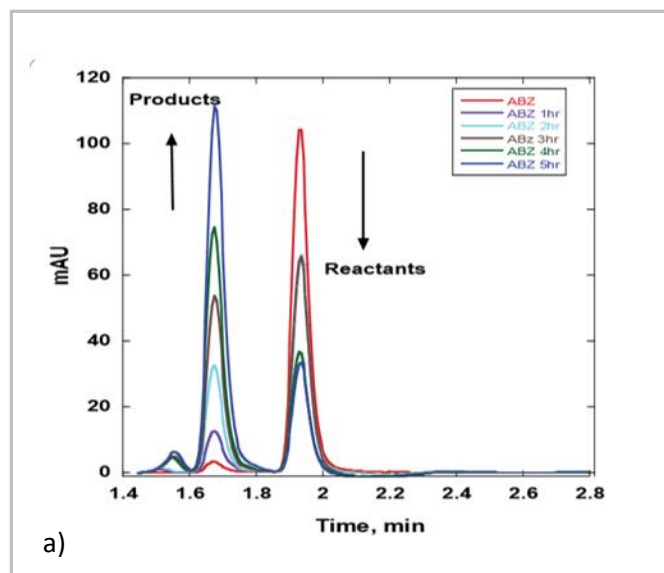 120
Products
ABZ
ABZ 1hr
ABZ 2hr
ABz 3hr
ABZ 4hr
ABZ 5hr
100
80
mAU
60
Reactants
40
20
0
1.4
1.6
1.8
2
2.2
2.4
2.6
2.8
Time, min
a)